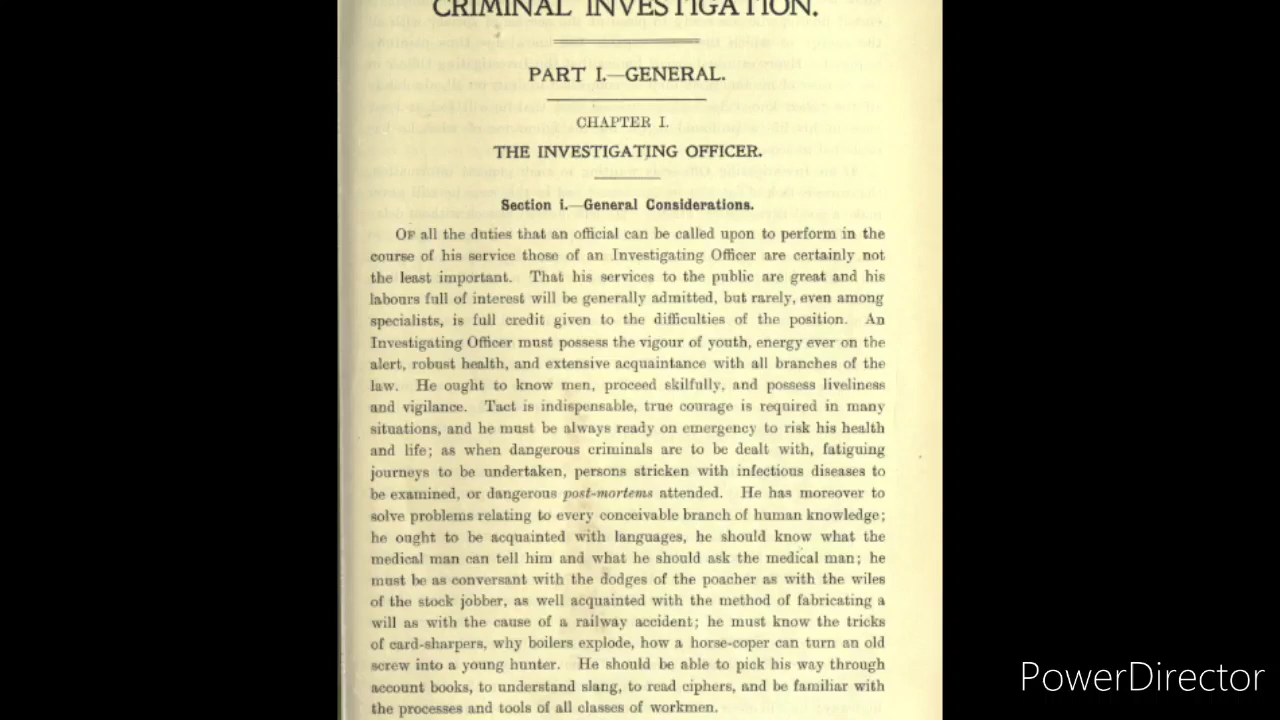 CRIMINAL INVESTIGATION.
PART I.—GENERAL.
CHAPTER I.
THE INVESTIGATING OFFICER.
Section i.—General Considerations.
OF all the duties that an official can be called upon to perform in the
course of his service those of an Investigating Officer are certainly not
the least important. That his services to the public are great and his
labours full of interest will be generally admitted, but rarely, even among
specialists, is full credit given to the difficulties of the position. An
Investigating Officer must possess the vigour of youth, energy ever on the
alert, robust health, and extensive acquaintance with all branches of the
law. He ought to know men, proceed skilfully, and possess liveliness
and vigilance. Tact is indispensable, true courage is required in many
situations, and he must be always ready on emergency to risk his health
and life; as when dangerous criminals are to be dealt with, fatiguing
journeys to be undertaken, persons stricken with infectious diseases to
be examined, or dangerous post-mortems attended. He has moreover to
solve problems relating to every conceivable branch of human knowledge;
he ought to be acquainted with languages, he should know what the
medical man can tell him and what he should ask the medical man; he
must be as conversant with the dodges of the poacher as with the wiles
of the stock jobber, as well acquainted with the method of fabricating a
will as with the cause of a railway accident; he must know the tricks
of card-sharpers, why boilers explode, how a horse-coper can turn an old
screw into a young hunter. He should be able to pick his way through
account books, to understand slang, to read ciphers, and be familiar with
the processes and tools of all classes of workmen.
PowerDirector